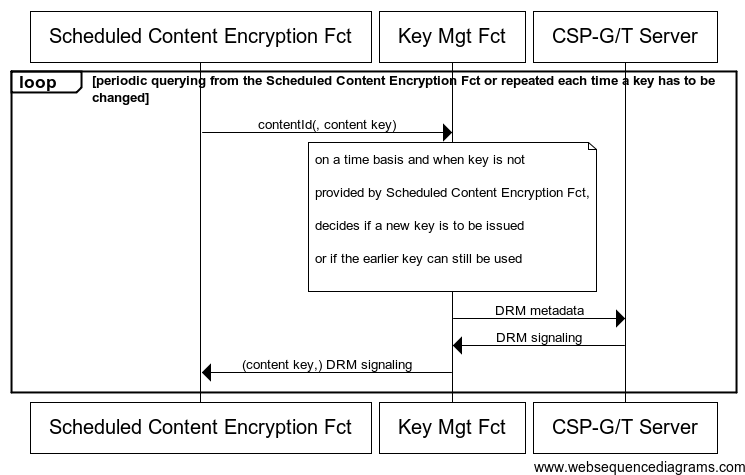 Scheduled Content Encryption Fct
Key Mgt Fct
CSP-G/T Server
loop
[periodic querying from the Scheduled Content Encryption Fct or repeated each time a key has to be
changed]
contentId(, content key)
on a time basis and when key is not
provided by Scheduled Content Encryption Fct,
decides if a new key is to be issued
or if the earlier key can still be used
DRM metadata
DRM signaling
(content key,) DRM signaling
Scheduled Content Encryption Fct
Key Mgt Fct
CSP-G/T Server
www.websequencediagrams.com